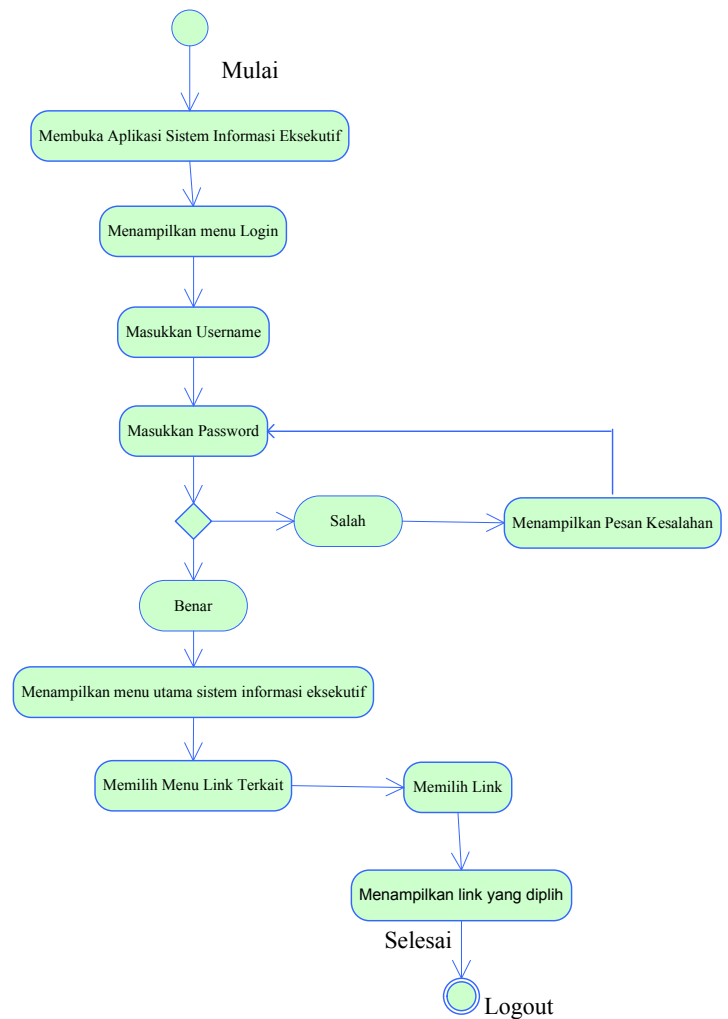 Mulai
Membuka Aplikasi Sistem Informasi Eksekutif
Menampilkan menu Login
Masukkan Username
Masukkan Password
Salah
Menampilkan Pesan Kesalahan
Benar
Menampilkan menu utama sistem informasi eksekutif
Memilih Menu Link Terkait
Memilih Link
Menampilkan link yang diplih
Selesai
Logout